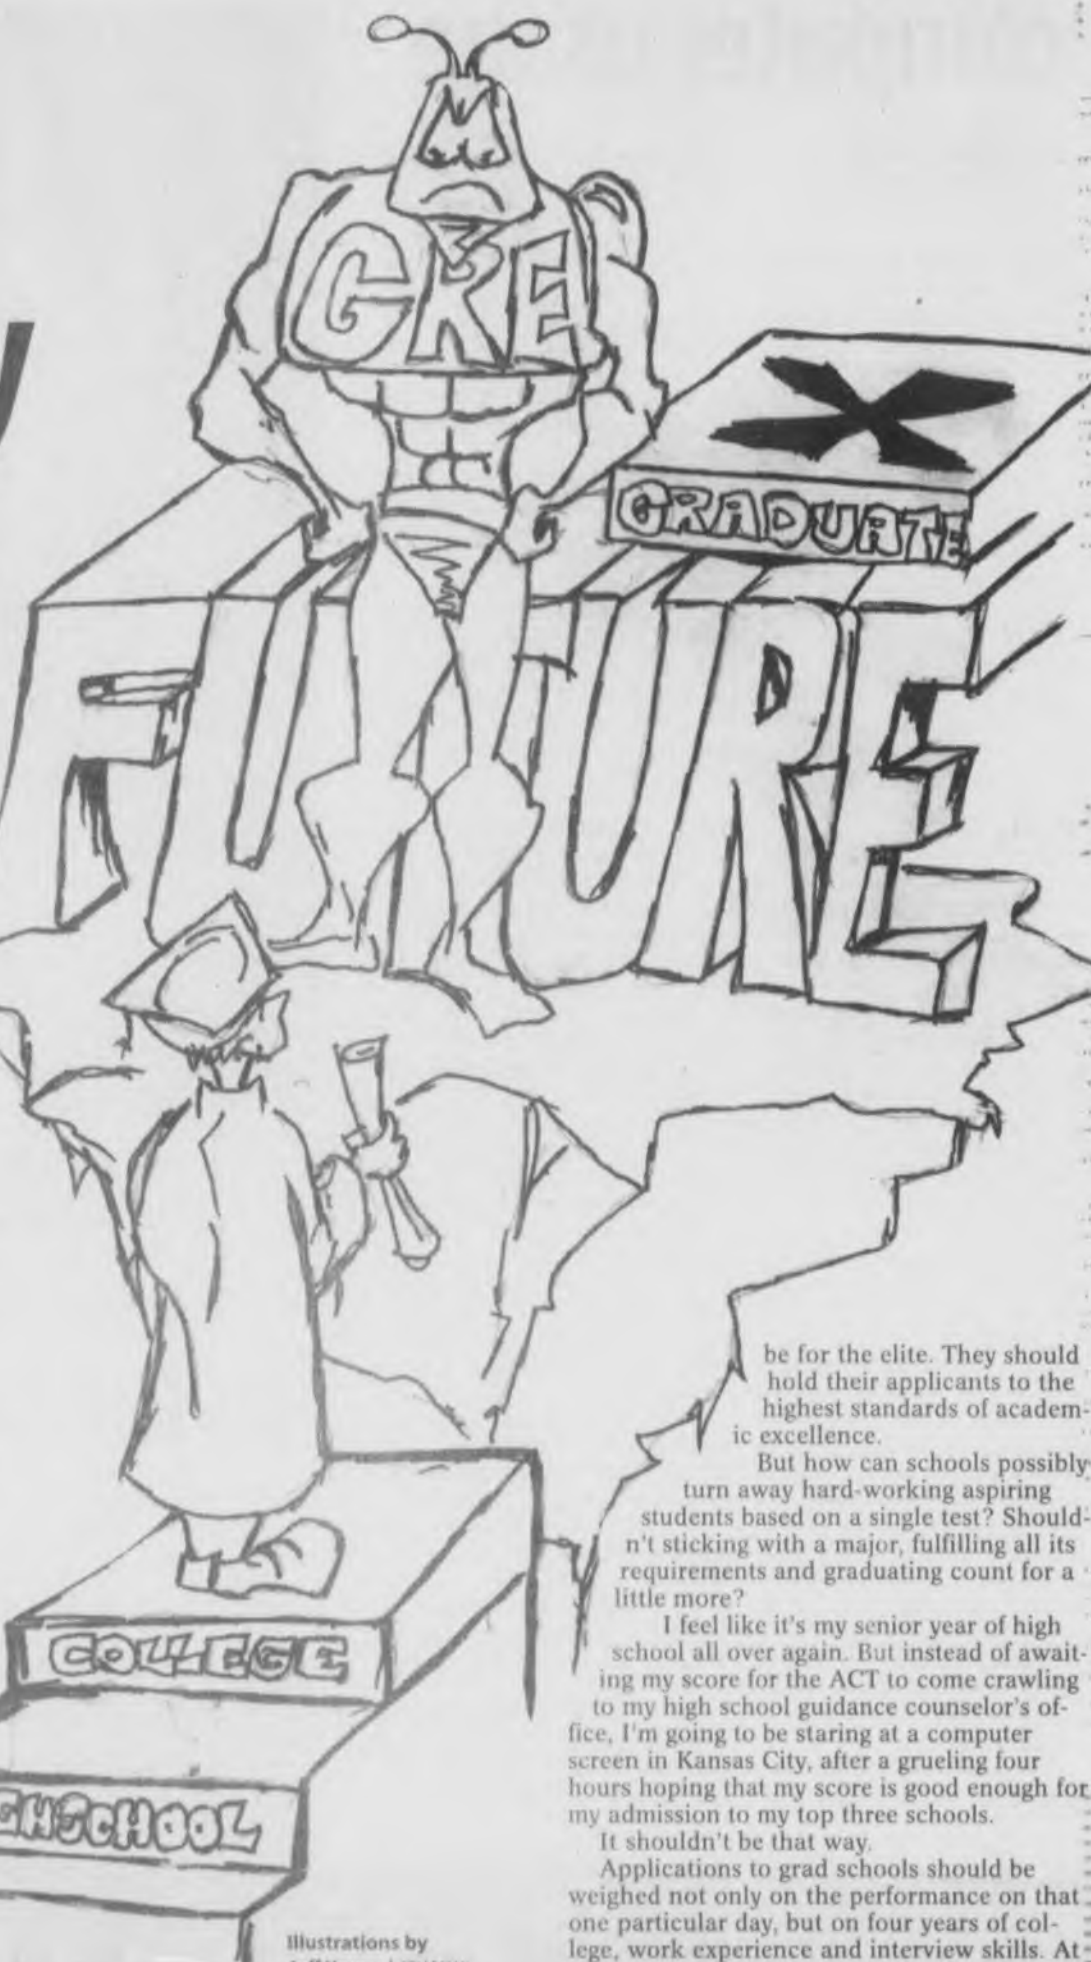 GRE
GRADUATE
FUTURE
COLLEGE
GHSCHOOL
be for the elite. They should
hold their applicants to the
highest standards of academ-
ic excellence.
But how can schools possibly
turn away hard-working aspiring
students based on a single test? Should-
n't sticking with a major, fulfilling all its
requirements and graduating count for a
little more?
I feel like it's my senior year of high
school all over again. But instead of await-
ing my score for the ACT to come crawling
to my high school guidance counselor's of-
fice, I'm going to be staring at a computer
screen in Kansas City, after a grueling four
hours hoping that my score is good enough for
my admission to my top three schools.
It shouldn't be that way.
Applications to grad schools should be
weighed not only on the performance on that
one particular day, but on four years of col-
lege, work experience and interview skills. At
Illustrations by